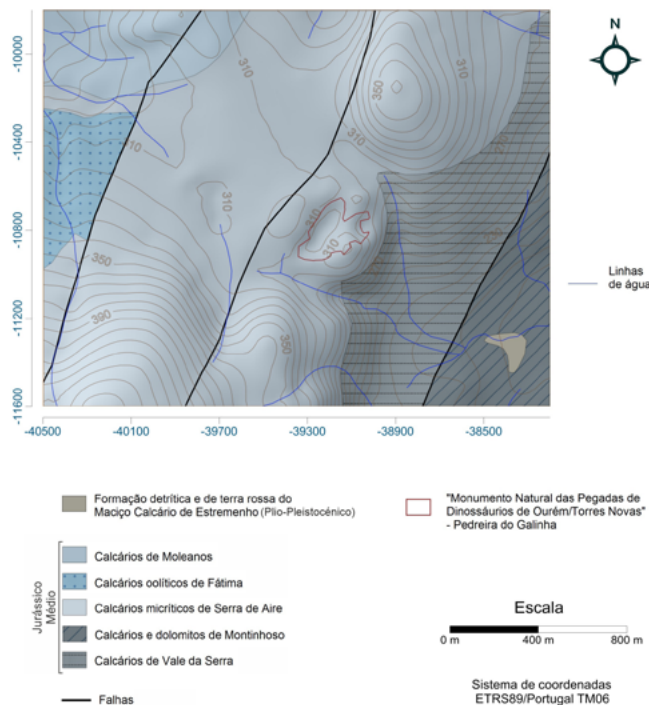 N
-10000
-10400
-10800
-11200
-11600
310
310
350
310
310
350
310
310
390
350
-40500
-40100
-39700
-39300
-38900
-38500
Linhas
de água
Formação detrítica e de terra rossa do
Maciço Calcário de Estremenho (Plio-Pleistocénico)
"Monumento Natural das Pegadas de
Dinossáurios de Ourém/Torres Novas"
- Pedreira do Galinha
Jurássico
Médio
Calcários de Moleanos
Calcários oolíticos de Fátima
Calcários micríticos de Serra de Aire
Calcários e dolomitos de Montinhoso
Calcários de Vale da Serra
Falhas
Escala
0 m
400 m
800 m
Sistema de coordenadas
ETRS89/Portugal TM06